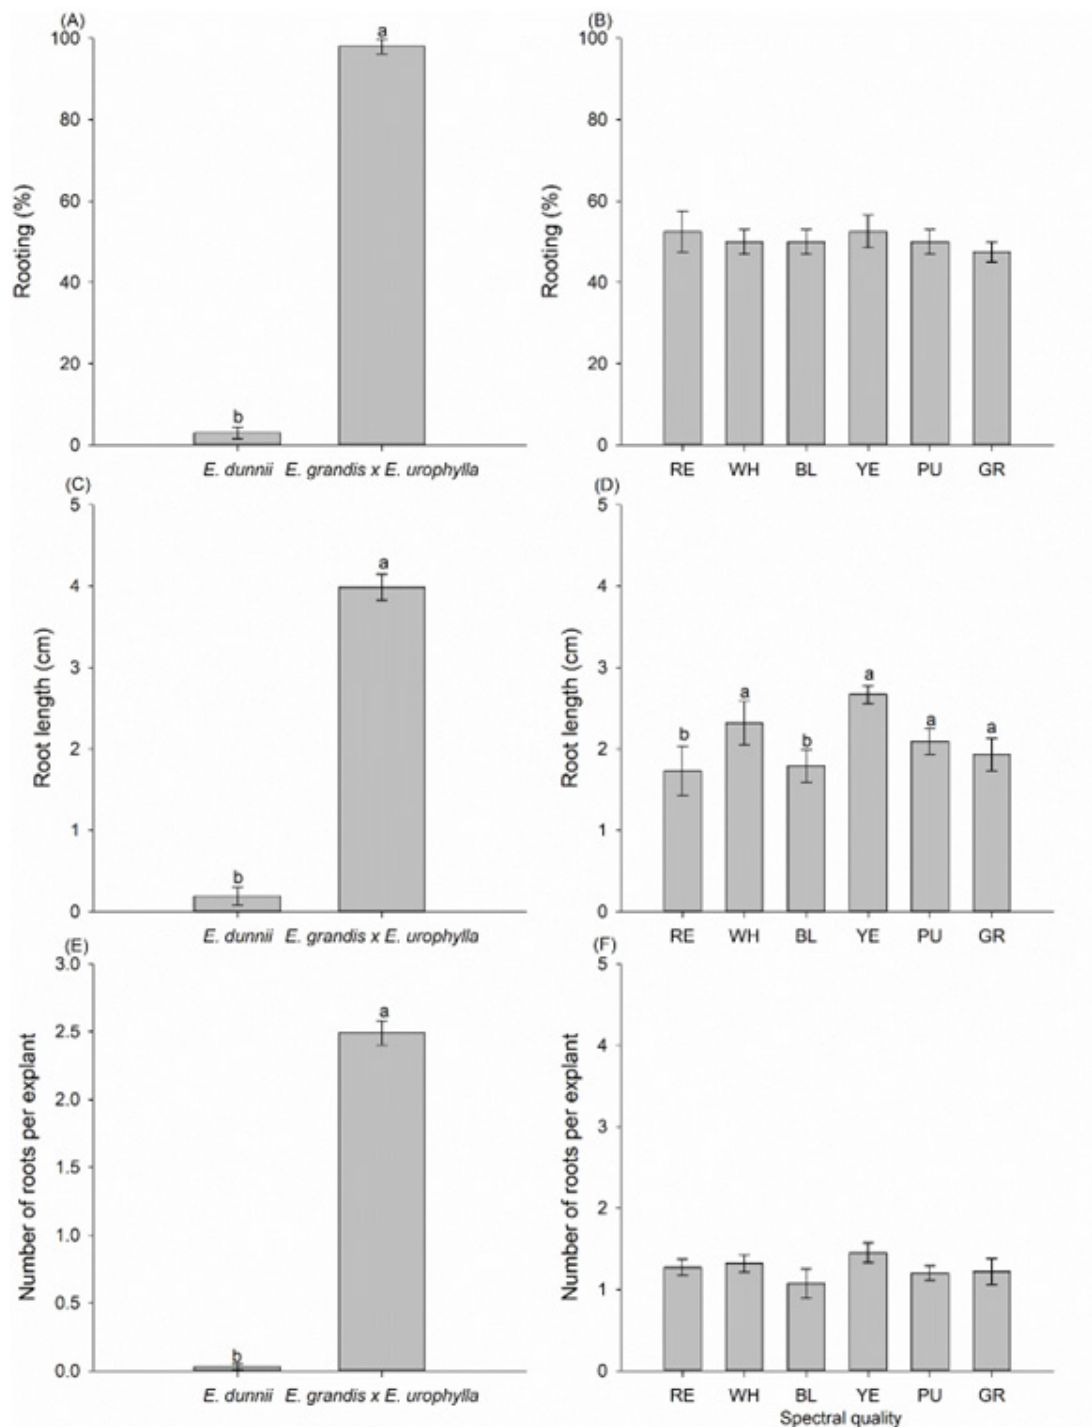 (A)
a
100
80
60
40
20
0
Rooting (%)
b
E. dunnii E. grandis x E. urophylla
(B)
100
80
60
40
20
0
Rooting (%)
RE WH BL YE PU GR
(C)
5
4
3
2
1
0
Root length (cm)
a
b
E. dunnii E. grandis x E. urophylla
(D)
5
4
3
2
1
0
Root length (cm)
b a b a a a
RE WH BL YE PU GR
(E)
3.0
2.5
2.0
1.5
1.0
0.5
0.0
Number of roots per explant
a
b
E. dunnii E. grandis x E. urophylla
(F)
5
4
3
2
1
0
Number of roots per explant
RE WH BL YE PU GR
Spectral quality